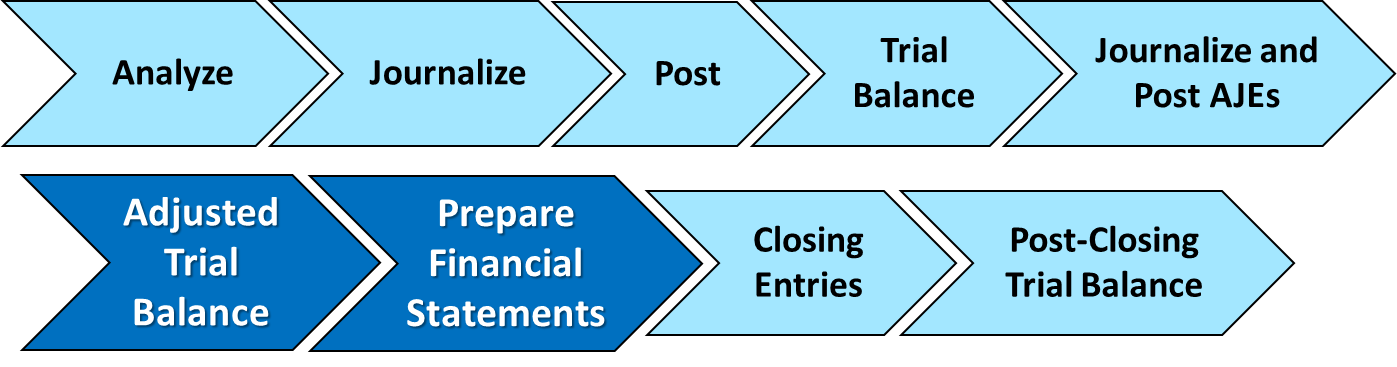 Analyze
Journalize
Post
Trial
Balance
Journalize and
Post AJEs
Adjusted
Trial
Balance
Prepare
Financial
Statements
Closing
Entries
Post-Closing
Trial Balance